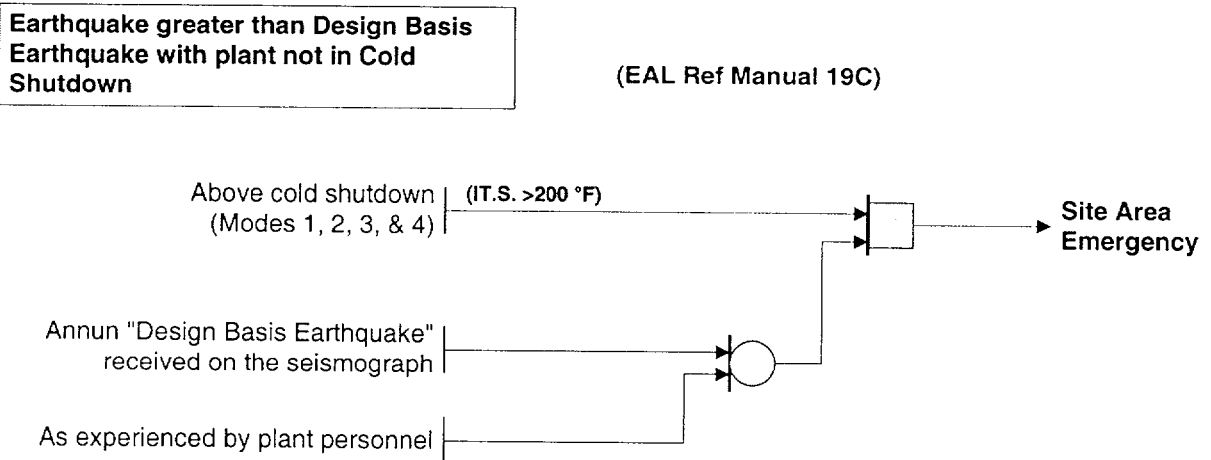 Earthquake greater than Design Basis
Earthquake with plant not in Cold
Shutdown
(EAL Ref Manual 19C)
Above cold shutdown
(Modes 1, 2, 3, & 4)
(IT.S. >200 °F)
Site Area
Emergency
Annun "Design Basis Earthquake"
received on the seismograph
As experienced by plant personnel